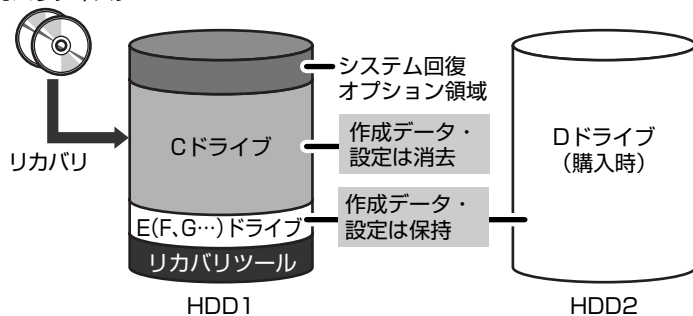 リカバリ
システム回復
オプション領域
Cドライブ
作成データ・
設定は消去
Dドライブ
(購入時)
E(F、G…)ドライブ
作成データ・
設定は保持
リカバリツール
HDD1
HDD2